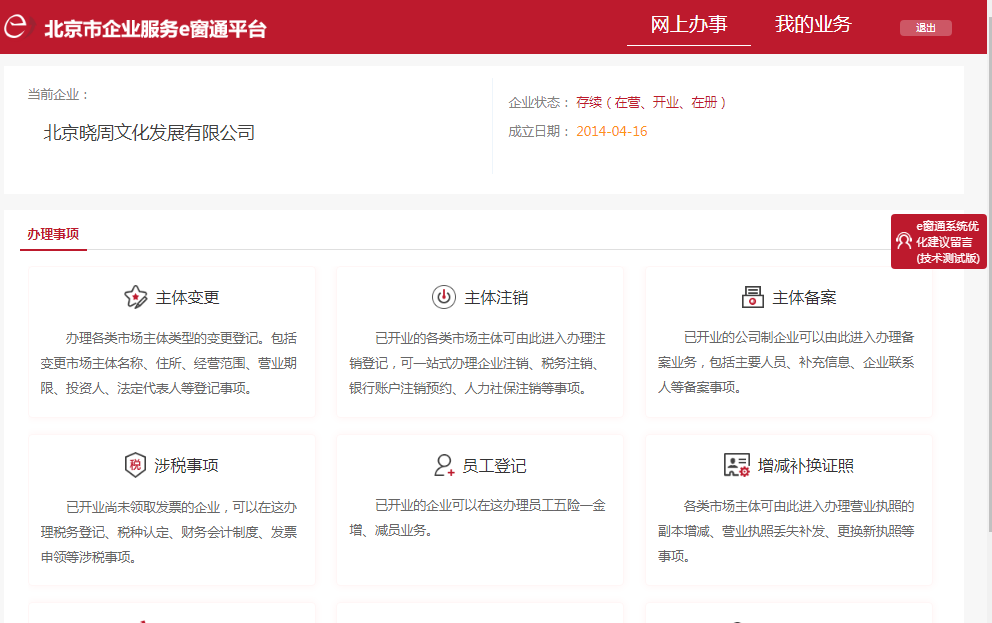 北京市企业服务e窗通平台
网上办事
我的业务
退出
当前企业：
北京晓周文化发展有限公司
企业状态： 存续（在营、开业、在册）
成立日期： 2014-04-16
e窗通系统优
化建议留言
(技术测试版)
办理事项
主体变更
办理各类市场主体类型的变更登记。包括
变更市场主体名称、住所、经营范围、营业期
限、投资人、法定代表人等登记事项。
主体注销
已开业的各类市场主体可由此进入办理注
销登记，可一站式办理企业注销、税务注销、
银行账户注销预约、人力社保注销等事项。
主体备案
已开业的公司制企业可以由此进入办理备
案业务，包括主要人员、补充信息、企业联系
人等备案事项。
税
涉税事项
已开业尚未领取发票的企业，可以在这办
理税务登记、税种认定、财务会计制度、发票
申领等涉税事项。
员工登记
已开业的企业可以在这办理员工五险一金
增、减员业务。
增减补换证照
各类市场主体可由此进入办理营业执照的
副本增减、营业执照丢失补发、更换新执照等
事项。